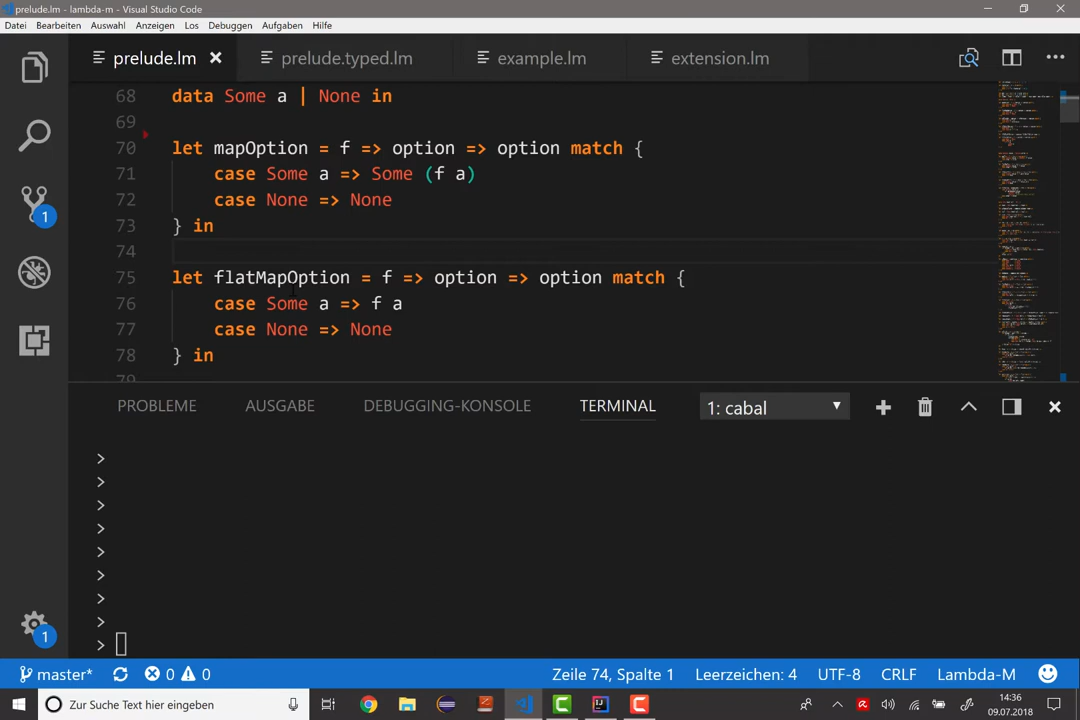 prelude.lm - lambda-m - Visual Studio Code
Datei Bearbeiten Auswahl Anzeigen Los Debuggen Aufgaben Hilfe
prelude.lm prelude.typed.lm example.lm extension.lm
68 data Some a | None in
69
70 let mapOption = f => option => option match {
71 case Some a => Some (f a)
72 case None => None
73 } in
74
75 let flatMapOption = f => option => option match {
76 case Some a => f a
77 case None => None
78 } in
79
PROBLEME AUSGABE DEBUGGING-KONSOLE TERMINAL 1: cabal
>
>
>
>
>
>
>
>
>
1
1
master* 0 0 Zeile 74, Spalte 1 Leerzeichen: 4 UTF-8 CRLF Lambda-M
Zur Suche Text hier eingeben
14:36
09.07.2018